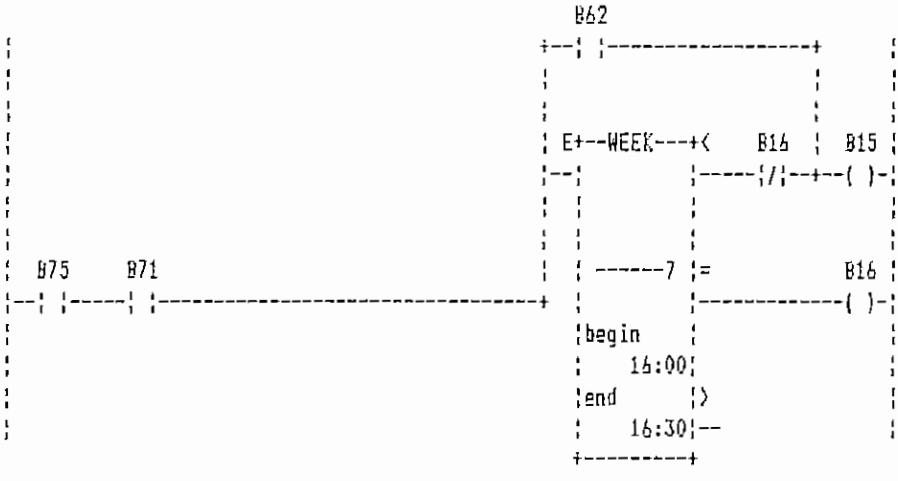 B62
E+--WEEK---+< B16 B15
--|/|--+--( )-
B75 B71 ------7 |= B16
--| |-----| |-----------------------------+ -------------( )-
begin
16:00
end >
16:30|--
+---------+